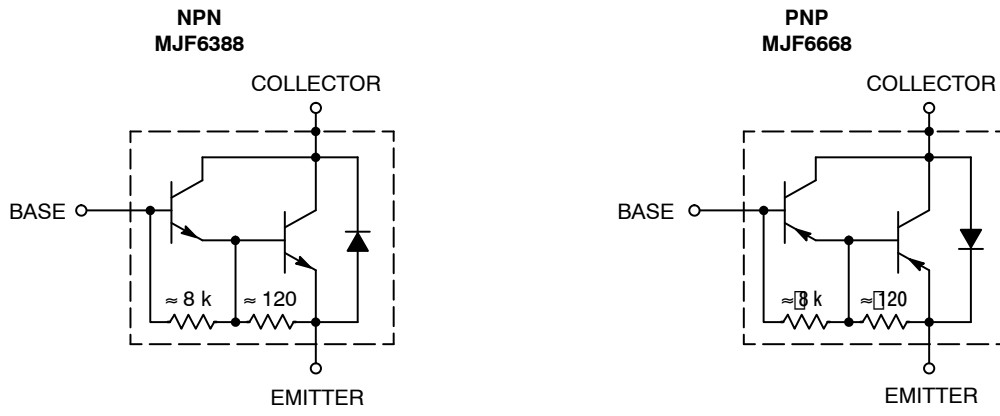 NPN
MJF6388
COLLECTOR
BASE
≈ 8 k
≈ 120
EMITTER
PNP
MJF6668
COLLECTOR
BASE
≈▯8 k
≈▯120
EMITTER